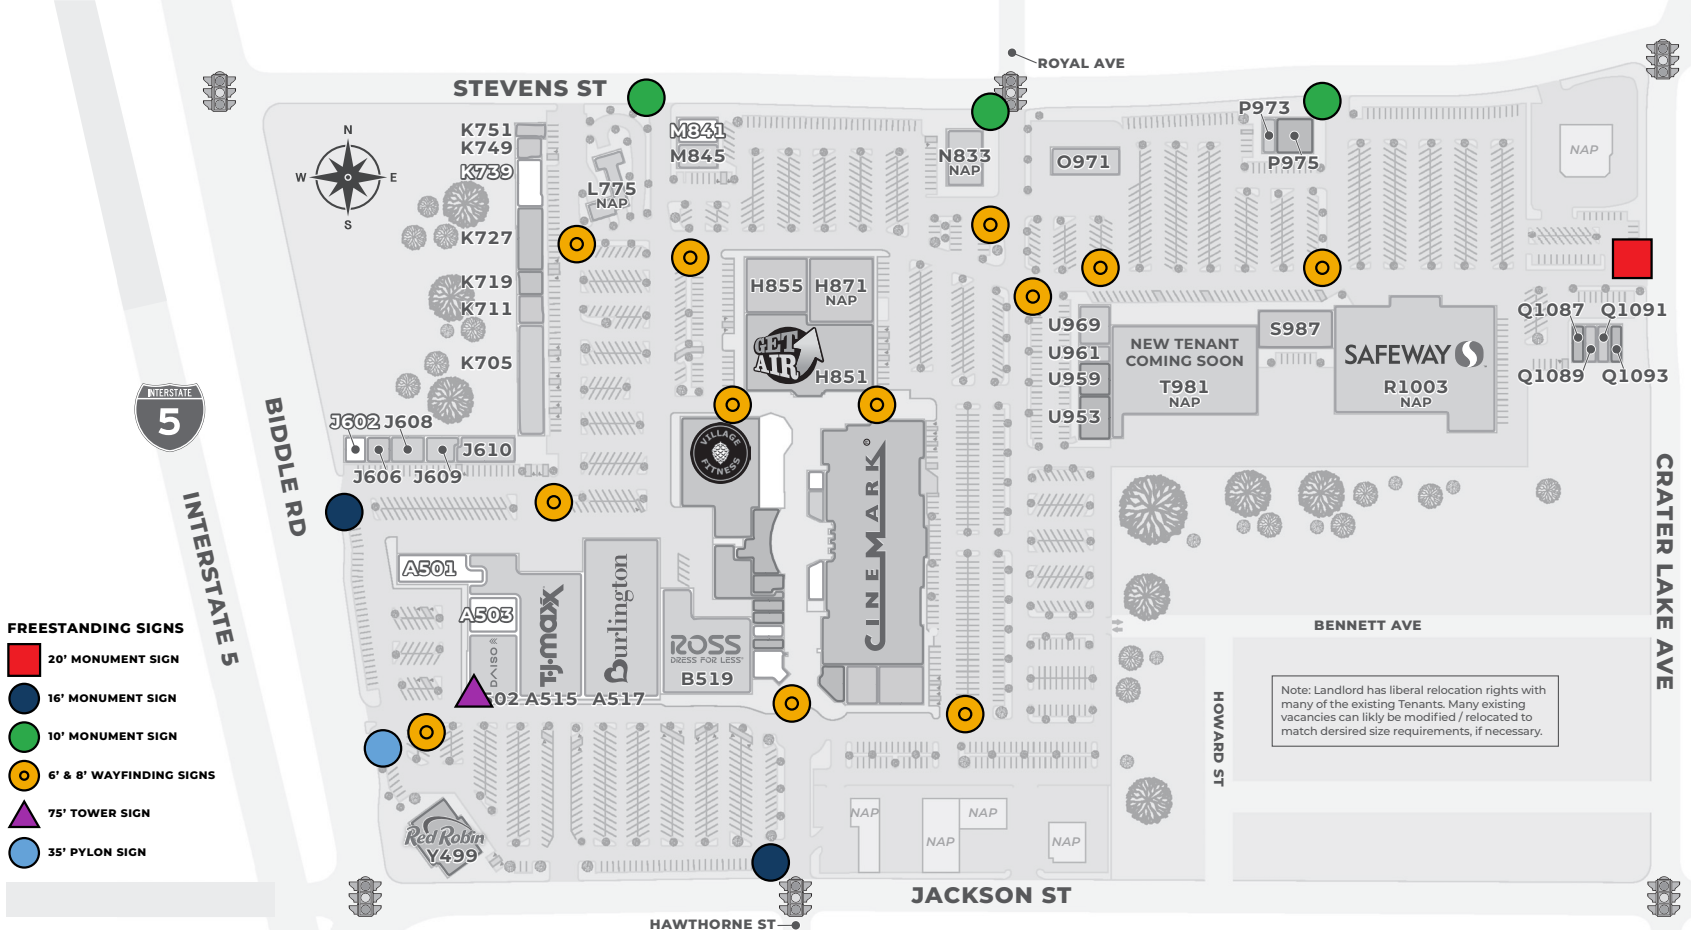 ROYAL AVE
STEVENS ST
N
W
E
S
K751
K749
K739
K727
K719
K711
K705
L775
NAP
M841
M845
N833
NAP
O971
P973
P975
NAP
H855
H871
NAP
GET
AIR
H851
U969
U961
U959
U953
NEW TENANT
COMING SOON
T981
NAP
S987
SAFEWAY
R1003
NAP
Q1087
Q1091
Q1089
Q1093
INTERSTATE
5
BIDDLE RD
INTERSTATE 5
J602
J608
J610
J606
J609
VILLAGE
FITNESS
CINEMARK
A501
A503
DAISO
TJ-maxx
Burlington
ROSS
DRESS FOR LESS
B519
02
A515
A517
CRATER LAKE AVE
BENNETT AVE
HOWARD ST
Note: Landlord has liberal relocation rights with
many of the existing Tenants. Many existing
vacancies can likly be modified / relocated to
match dersired size requirements, if necessary.
FREESTANDING SIGNS
20' MONUMENT SIGN
16' MONUMENT SIGN
10' MONUMENT SIGN
6' & 8' WAYFINDING SIGNS
75' TOWER SIGN
35' PYLON SIGN
Red Robin
Y499
NAP
NAP
NAP
NAP
JACKSON ST
HAWTHORNE ST